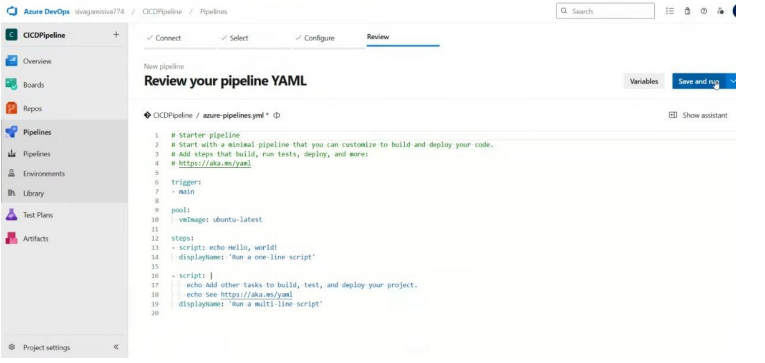 Azure DevOps sivagamisiva774 / CICDPipeline / Pipelines
Search
C CICDPipeline +
Overview
Boards
Repos
Pipelines
Pipelines
Environments
Library
Test Plans
Artifacts
Project settings «
✓ Connect ✓ Select ✓ Configure Review
New pipeline
Review your pipeline YAML
Variables Save and run
CICDPipeline / azure-pipelines.yml *
Show assistant
1 # Starter pipeline
2 # Start with a minimal pipeline that you can customize to build and deploy your code.
3 # Add steps that build, run tests, deploy, and more:
4 # https://aka.ms/yaml
5
6 trigger:
7 - main
8
9 pool:
10 vmImage: ubuntu-latest
11
12 steps:
13 - script: echo Hello, world!
14 displayName: 'Run a one-line script'
15
16 - script: |
17 echo Add other tasks to build, test, and deploy your project.
18 echo See https://aka.ms/yaml
19 displayName: 'Run a multi-line script'
20